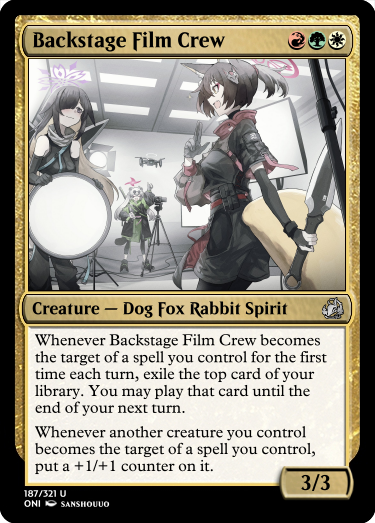 Backstage Film Crew
Creature — Dog Fox Rabbit Spirit
Whenever Backstage Film Crew becomes
the target of a spell you control for the first
time each turn, exile the top card of your
library. You may play that card until the
end of your next turn.
Whenever another creature you control
becomes the target of a spell you control,
put a +1/+1 counter on it.
3/3
187/321 U
ONI SANSHOUUO